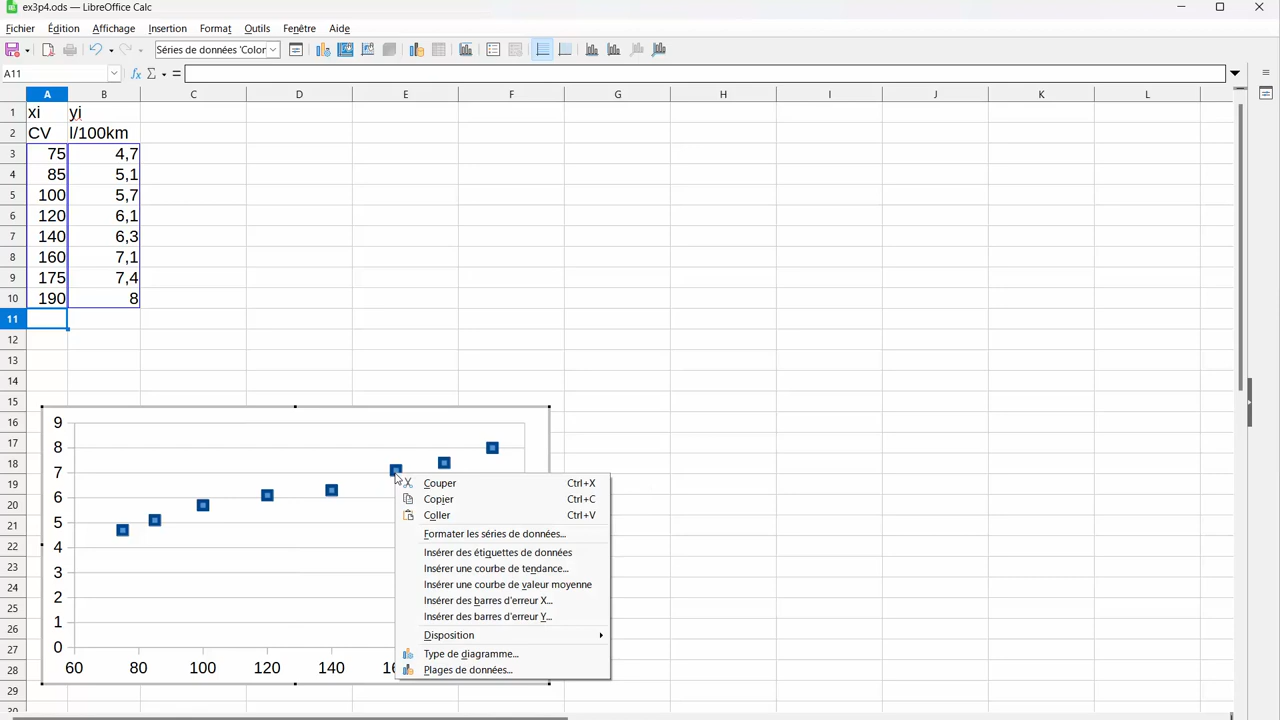 ex3p4.ods — LibreOffice Calc
Fichier Édition Affichage Insertion Format Outils Fenêtre Aide
Séries de données 'Color
A11
A B C D E F G H I J K L
1 xi yi
2 CV l/100km
3 75 4,7
4 85 5,1
5 100 5,7
6 120 6,1
7 140 6,3
8 160 7,1
9 175 7,4
10 190 8
11
12
13
14
15
16
17
18
19
20
21
22
23
24
25
26
27
28
29
30
9
8
7
6
5
4
3
2
1
0
60 80 100 120 140 16
Couper Ctrl+X
Copier Ctrl+C
Coller Ctrl+V
Formater les séries de données...
Insérer des étiquettes de données
Insérer une courbe de tendance...
Insérer une courbe de valeur moyenne
Insérer des barres d'erreur X...
Insérer des barres d'erreur Y...
Disposition
Type de diagramme...
Plages de données...